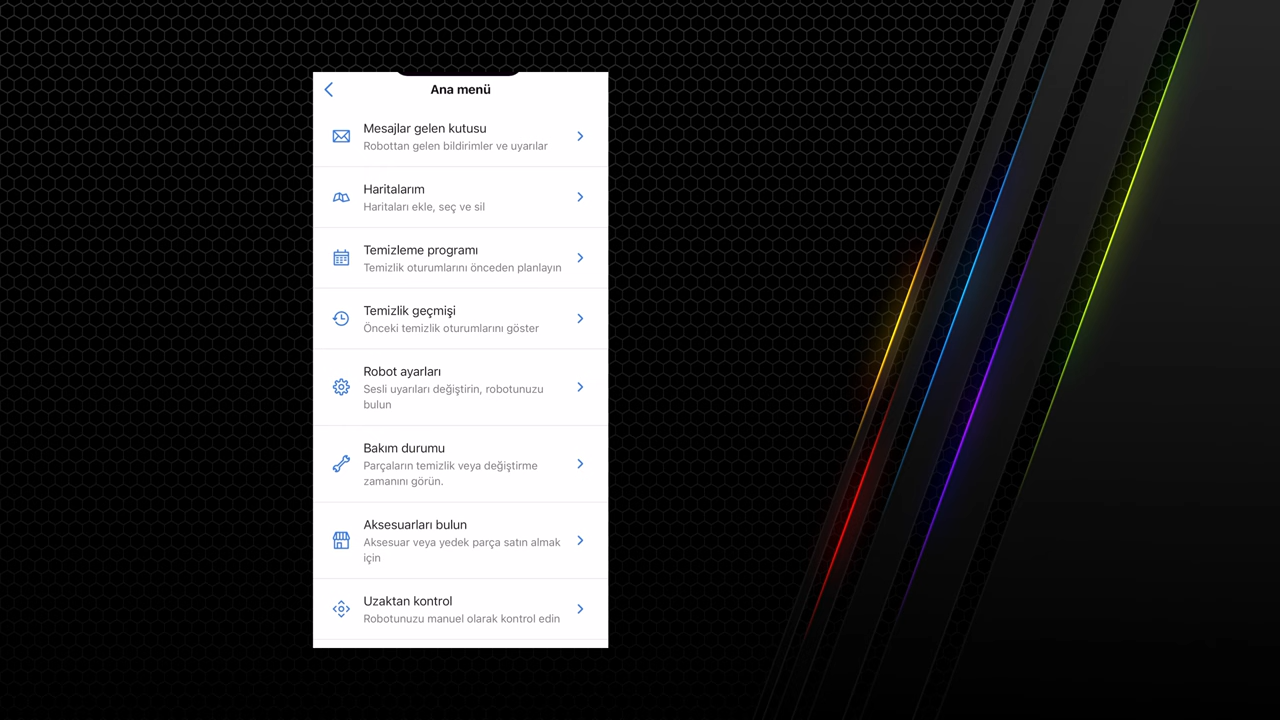 Ana menü
Mesajlar gelen kutusu
Robottan gelen bildirimler ve uyarılar
Haritalarım
Haritaları ekle, seç ve sil
Temizleme programı
Temizlik oturumlarını önceden planlayın
Temizlik geçmişi
Önceki temizlik oturumlarını göster
Robot ayarları
Sesli uyarıları değiştirin, robotunuzu
bulun
Bakım durumu
Parçaların temizlik veya değiştirme
zamanını görün.
Aksesuarları bulun
Aksesuar veya yedek parça satın almak
için
Uzaktan kontrol
Robotunuzu manuel olarak kontrol edin